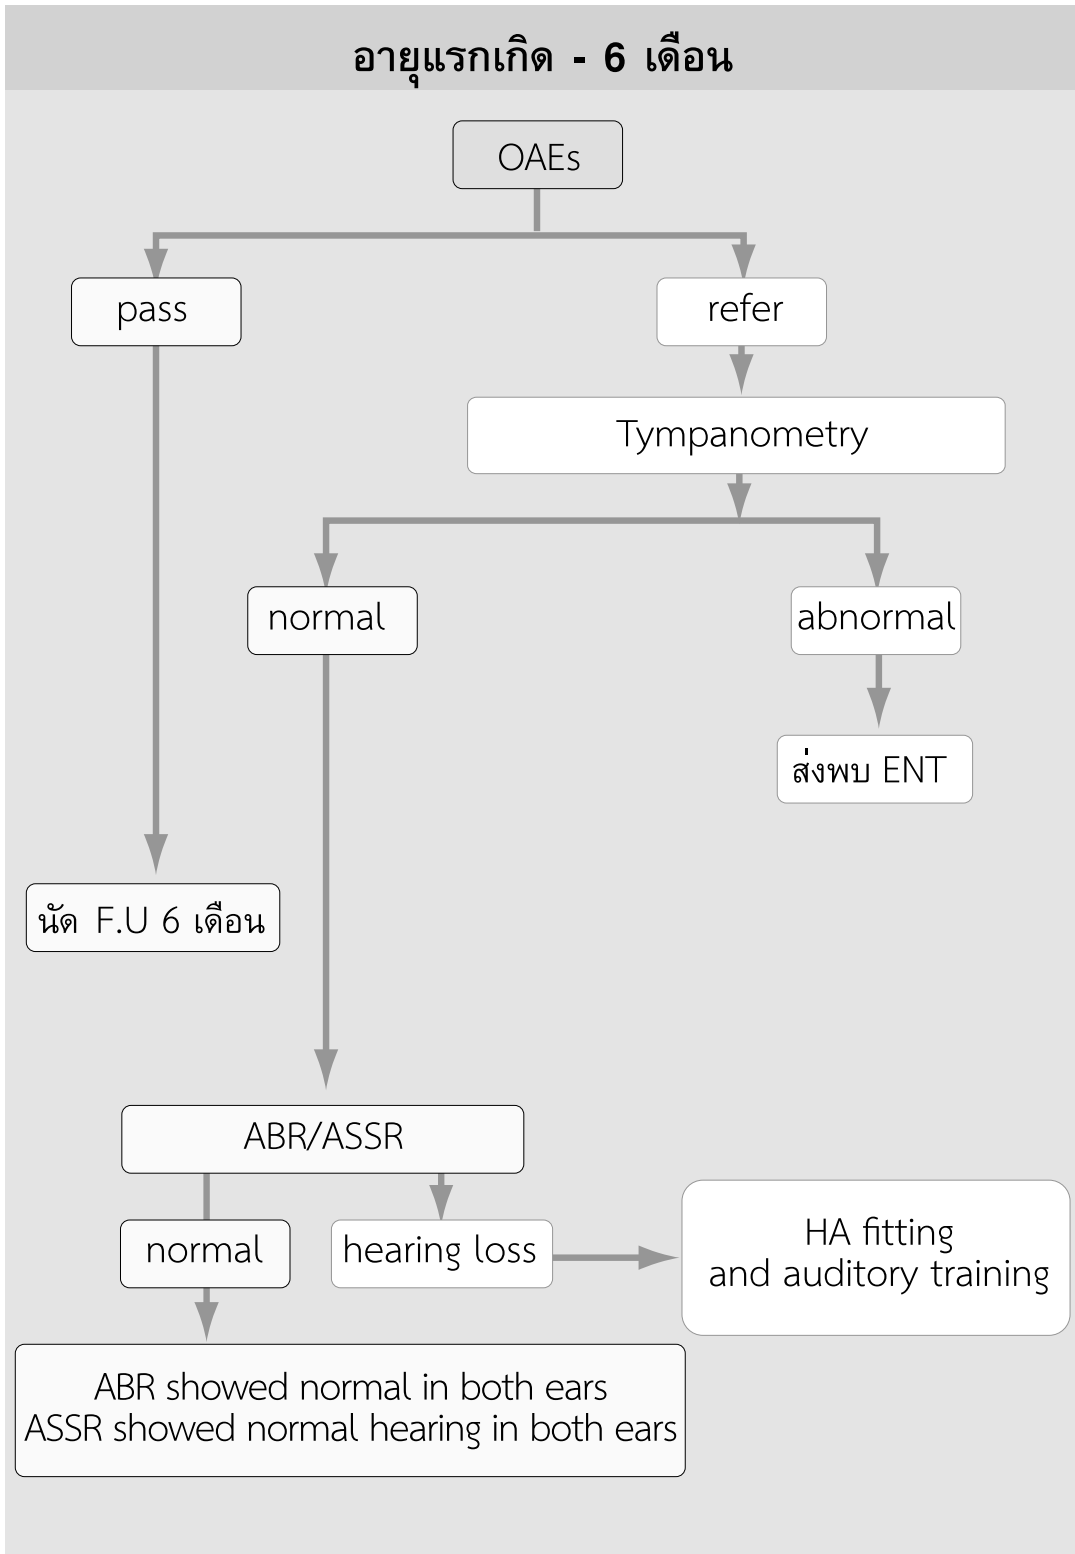 อายุแรกเกิด - 6 เดือน
OAEs
pass
refer
Tympanometry
normal
abnormal
ส่งพบ ENT
นัด F.U 6 เดือน
ABR/ASSR
normal
hearing loss
HA fitting
and auditory training
ABR showed normal in both ears
ASSR showed normal hearing in both ears